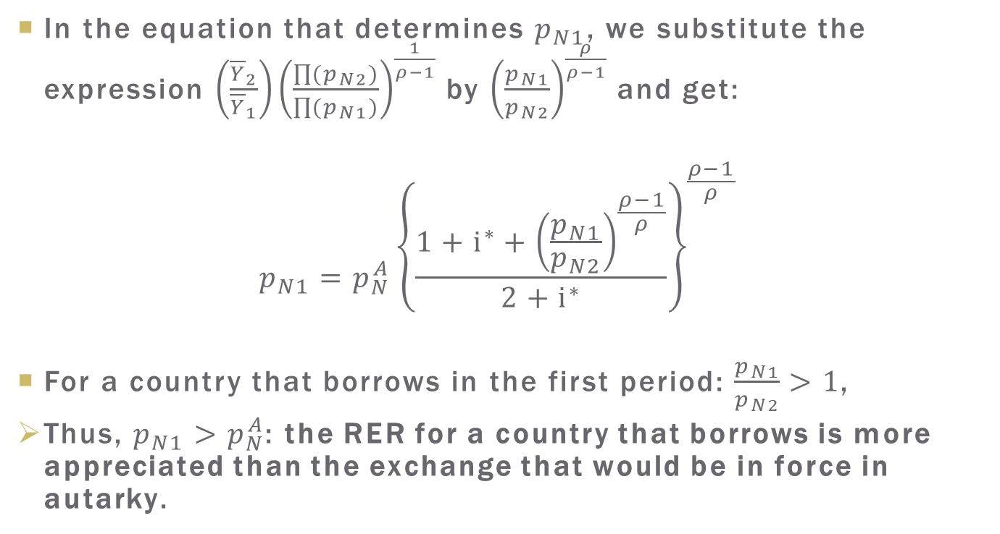 ▪ In the equation that determines $p_{N1}$, we substitute the
expression $\left(\frac{\overline{Y}_2}{\overline{Y}_1}\right)\left(\frac{\prod(p_{N2})}{\prod(p_{N1})}\right)^{\frac{1}{\rho-1}}$ by $\left(\frac{p_{N1}}{p_{N2}}\right)^{\frac{\rho}{\rho-1}}$ and get:
$p_{N1} = p_N^A \left\{\frac{1 + i^* + \left(\frac{p_{N1}}{p_{N2}}\right)^{\frac{\rho-1}{\rho}}}{2 + i^*}\right\}^{\frac{\rho-1}{\rho}}$
▪ For a country that borrows in the first period: $\frac{p_{N1}}{p_{N2}} > 1$,
➢ Thus, $p_{N1} > p_N^A$: the RER for a country that borrows is more
appreciated than the exchange that would be in force in
autarky.